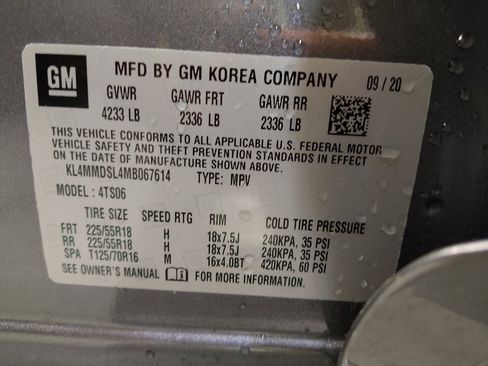 GM
MFD BY GM KOREA COMPANY 09 / 20
GVWR GAWR FRT GAWR RR
4233 LB 2336 LB 2336 LB
THIS VEHICLE CONFORMS TO ALL APPLICABLE U.S. FEDERAL MOTOR
VEHICLE SAFETY AND THEFT PREVENTION STANDARDS IN EFFECT
ON THE DATE OF MANUFACTURE SHOWN ABOVE.
KL4MMDSL4MB067614 TYPE: MPV
MODEL : 4TS06
TIRE SIZE SPEED RTG RIM COLD TIRE PRESSURE
FRT 225/55R18 H 18x7.5J 240KPA, 35 PSI
RR 225/55R18 H 18x7.5J 240KPA, 35 PSI
SPA T125/70R16 M 16x4.0BT 420KPA, 60 PSI
SEE OWNER'S MANUAL FOR MORE INFORMATION.